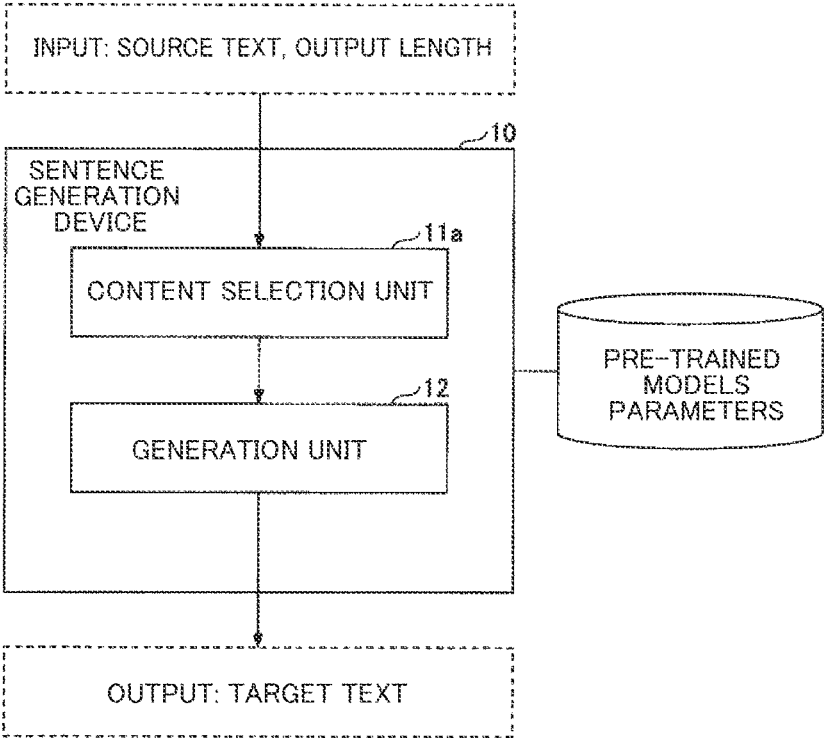 INPUT: SOURCE TEXT, OUTPUT LENGTH
10
SENTENCE
GENERATION
DEVICE
11a
CONTENT SELECTION UNIT
12
GENERATION UNIT
PRE-TRAINED
MODELS
PARAMETERS
OUTPUT: TARGET TEXT